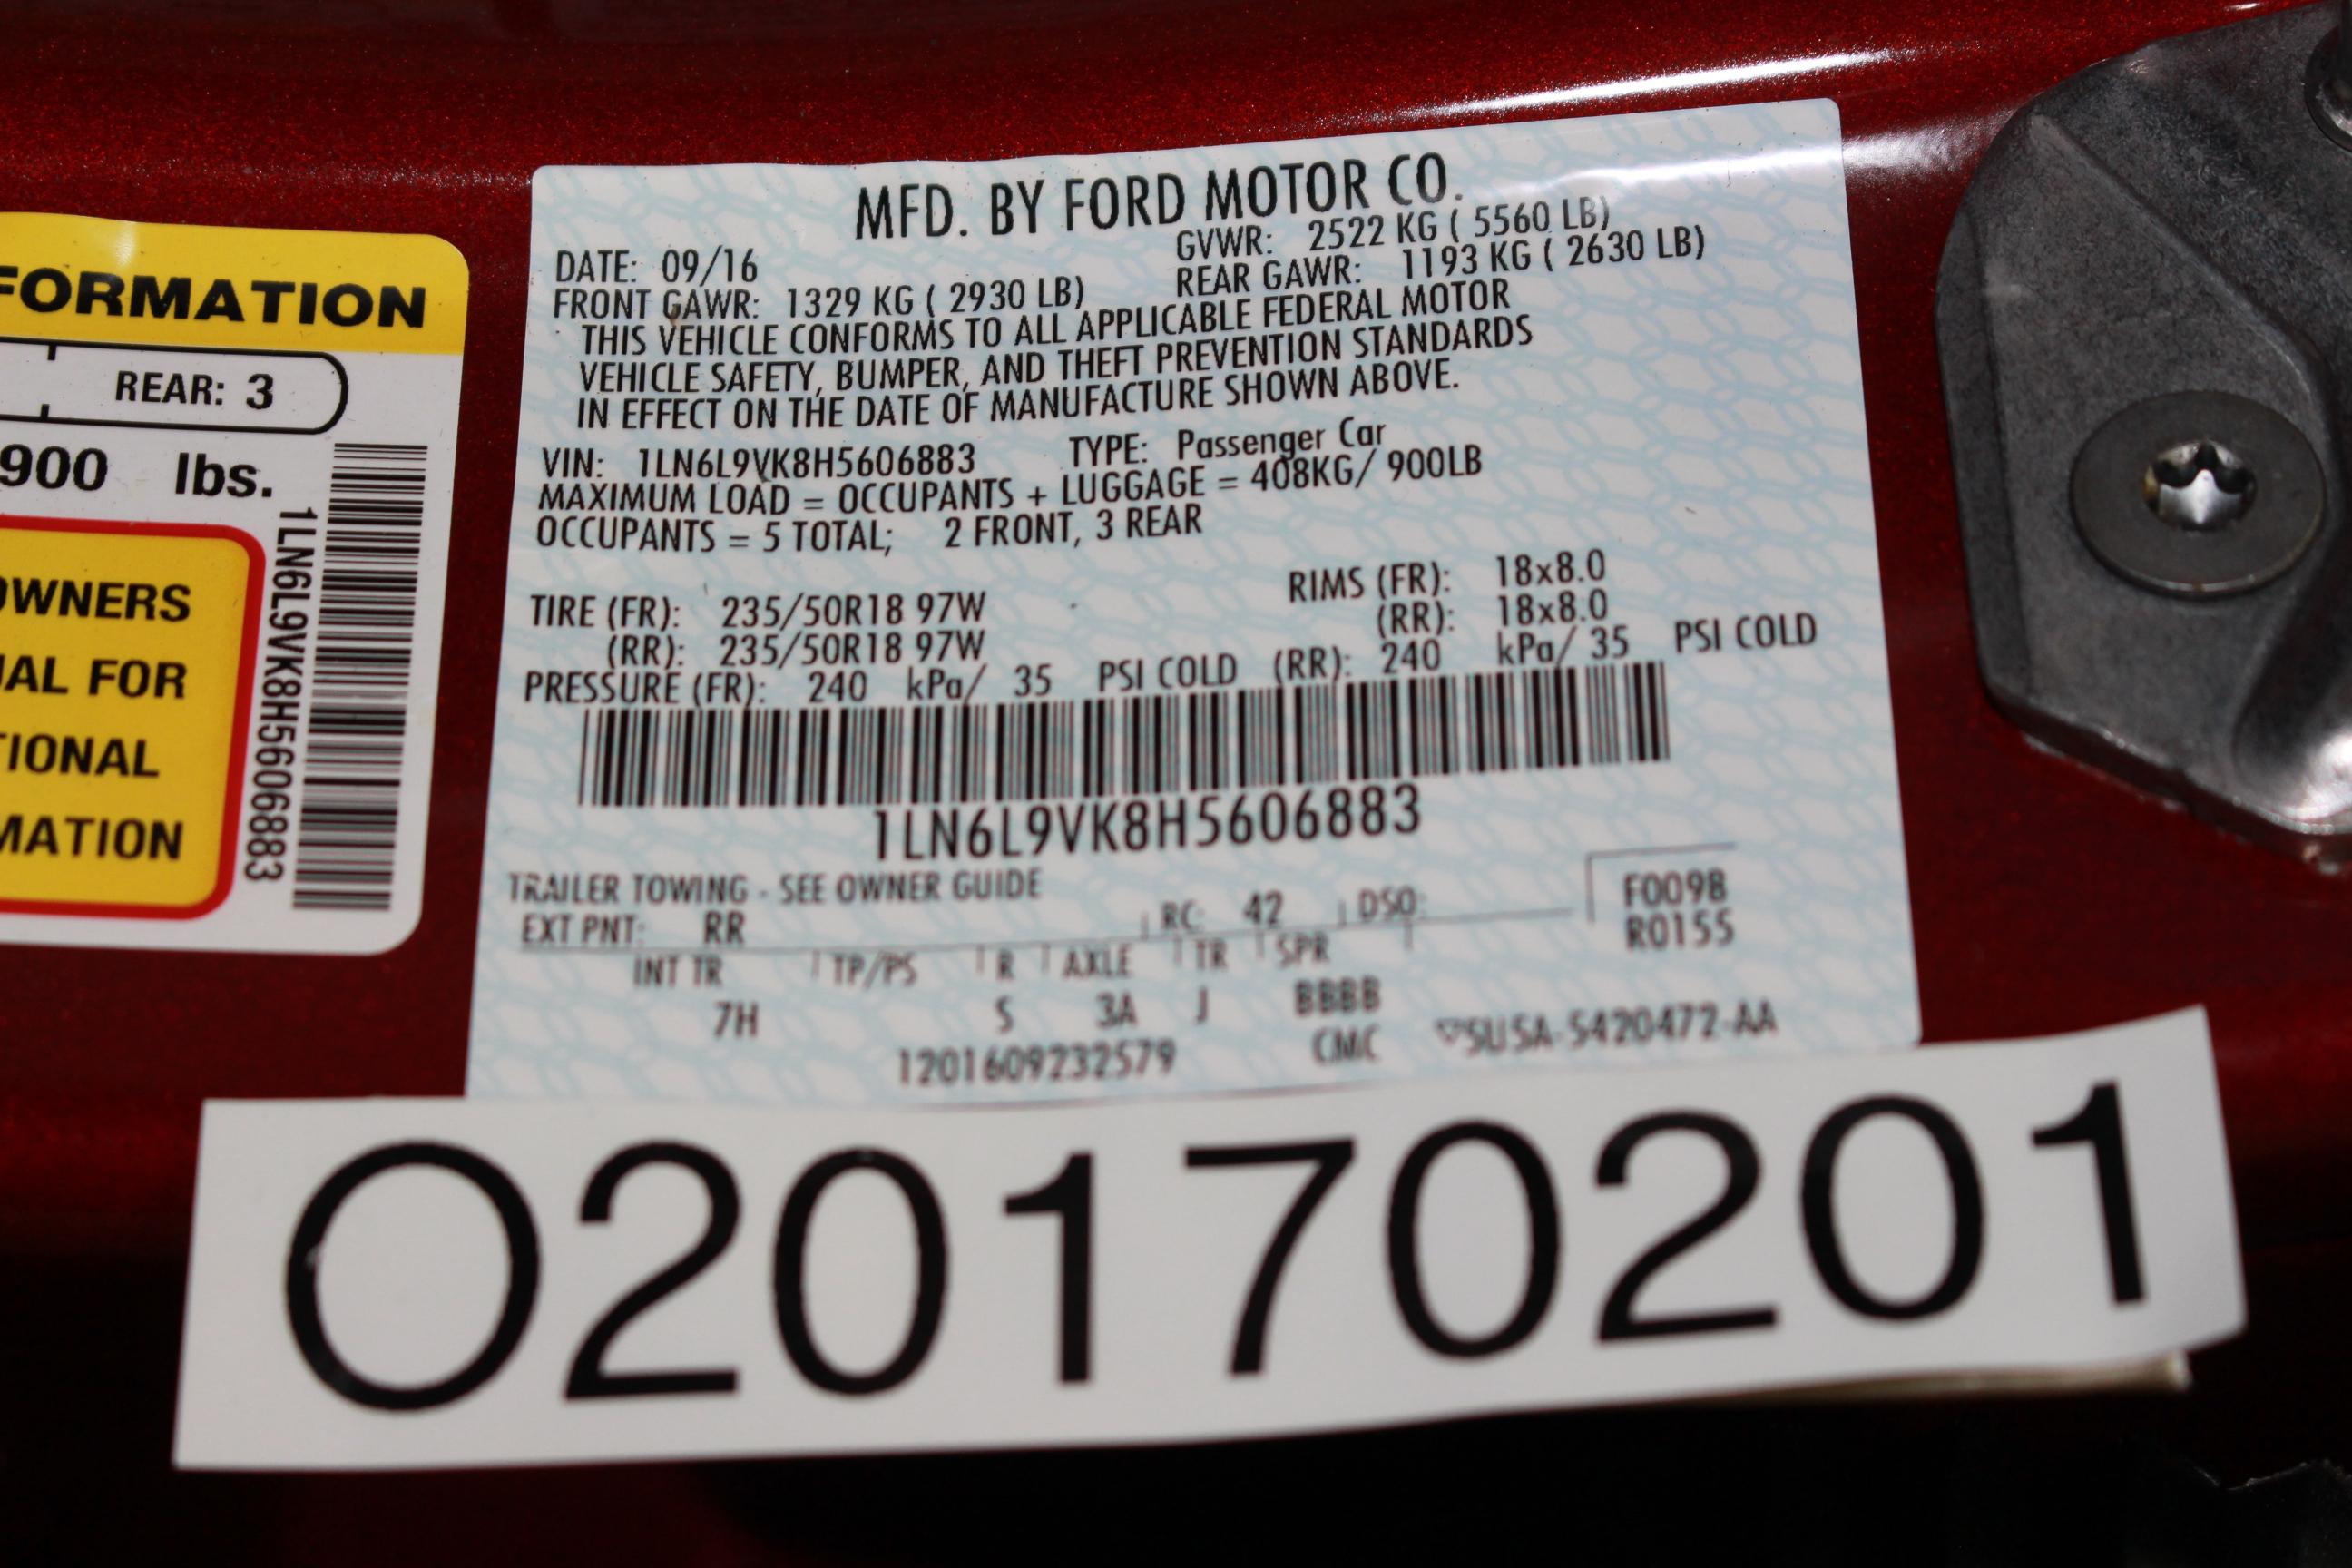 FORMATION
REAR: 3
900 lbs.
OWNERS
UAL FOR
TIONAL
MATION
1LN6L9VK8H5606883
MFD. BY FORD MOTOR CO.
DATE: 09/16 GVWR: 2522 KG ( 5560 LB)
FRONT GAWR: 1329 KG ( 2930 LB) REAR GAWR: 1193 KG ( 2630 LB)
THIS VEHICLE CONFORMS TO ALL APPLICABLE FEDERAL MOTOR
VEHICLE SAFETY, BUMPER, AND THEFT PREVENTION STANDARDS
IN EFFECT ON THE DATE OF MANUFACTURE SHOWN ABOVE.
VIN: 1LN6L9VK8H5606883 TYPE: Passenger Car
MAXIMUM LOAD = OCCUPANTS + LUGGAGE = 408KG/ 900LB
OCCUPANTS = 5 TOTAL; 2 FRONT, 3 REAR
TIRE (FR): 235/50R18 97W RIMS (FR): 18x8.0
(RR): 235/50R18 97W (RR): 18x8.0
PRESSURE (FR): 240 kPa/ 35 PSI COLD (RR): 240 kPa/ 35 PSI COLD
1LN6L9VK8H5606883
TRAILER TOWING - SEE OWNER GUIDE
EXT PNT: RR RC: 42 DSO: F0098
R0155
INT TR TP/PS R AXLE TR SPR
7H S 3A J BBBB
1201609232579 CMC 5U5A-5420472-AA
O20170201